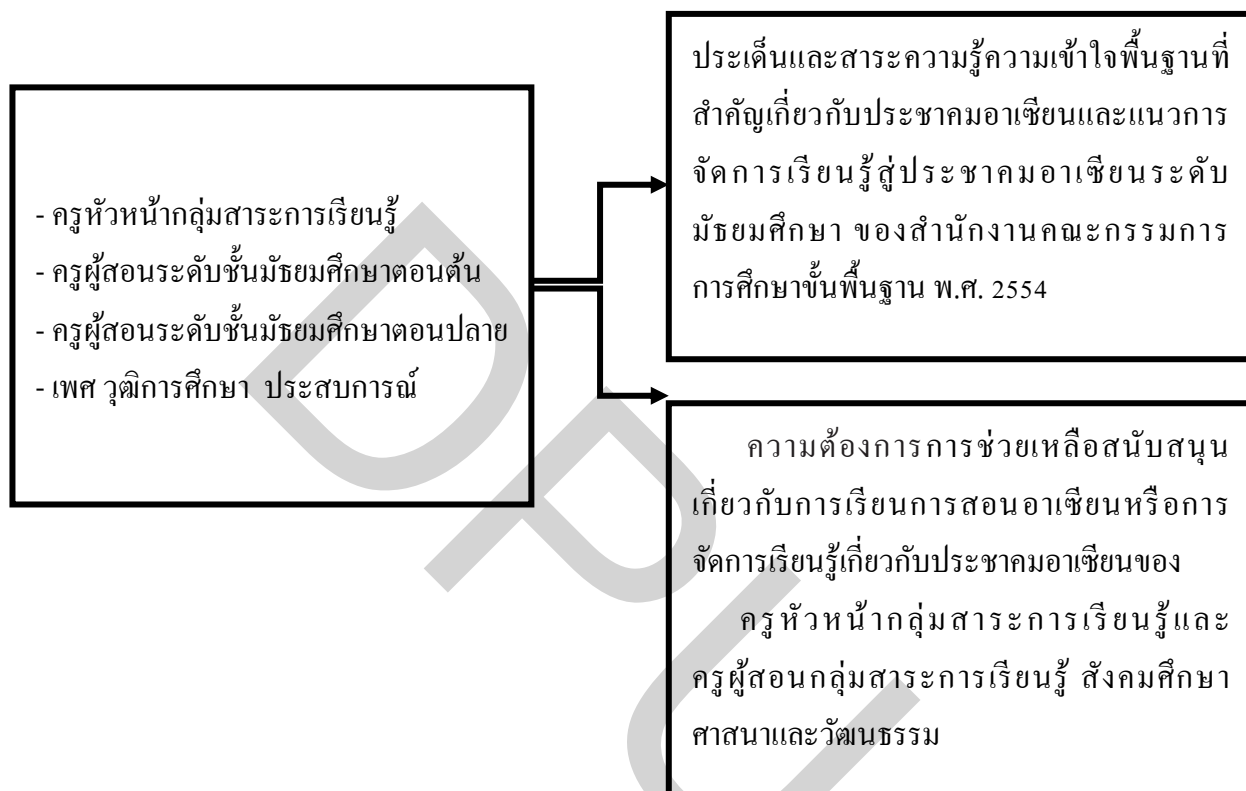 - ครูหัวหน้ากลุ่มสาระการเรียนรู้
- ครูผู้สอนระดับชั้นมัธยมศึกษาตอนต้น
- ครูผู้สอนระดับชั้นมัธยมศึกษาตอนปลาย
- เพศ วุฒิการศึกษา ประสบการณ์
ประเด็นและสาระความรู้ความเข้าใจพื้นฐานที่
สำคัญเกี่ยวกับประชาคมอาเซียนและแนวการ
จัดการเรียนรู้สู่ประชาคมอาเซียนระดับ
มัธยมศึกษา ของสำนักงานคณะกรรมการ
การศึกษาขั้นพื้นฐาน พ.ศ. 2554
ความต้องการการช่วยเหลือสนับสนุน
เกี่ยวกับการเรียนการสอนอาเซียนหรือการ
จัดการเรียนรู้เกี่ยวกับประชาคมอาเซียนของ
ครูหัวหน้ากลุ่มสาระการเรียนรู้และ
ครูผู้สอนกลุ่มสาระการเรียนรู้ สังคมศึกษา
ศาสนาและวัฒนธรรม
DPU